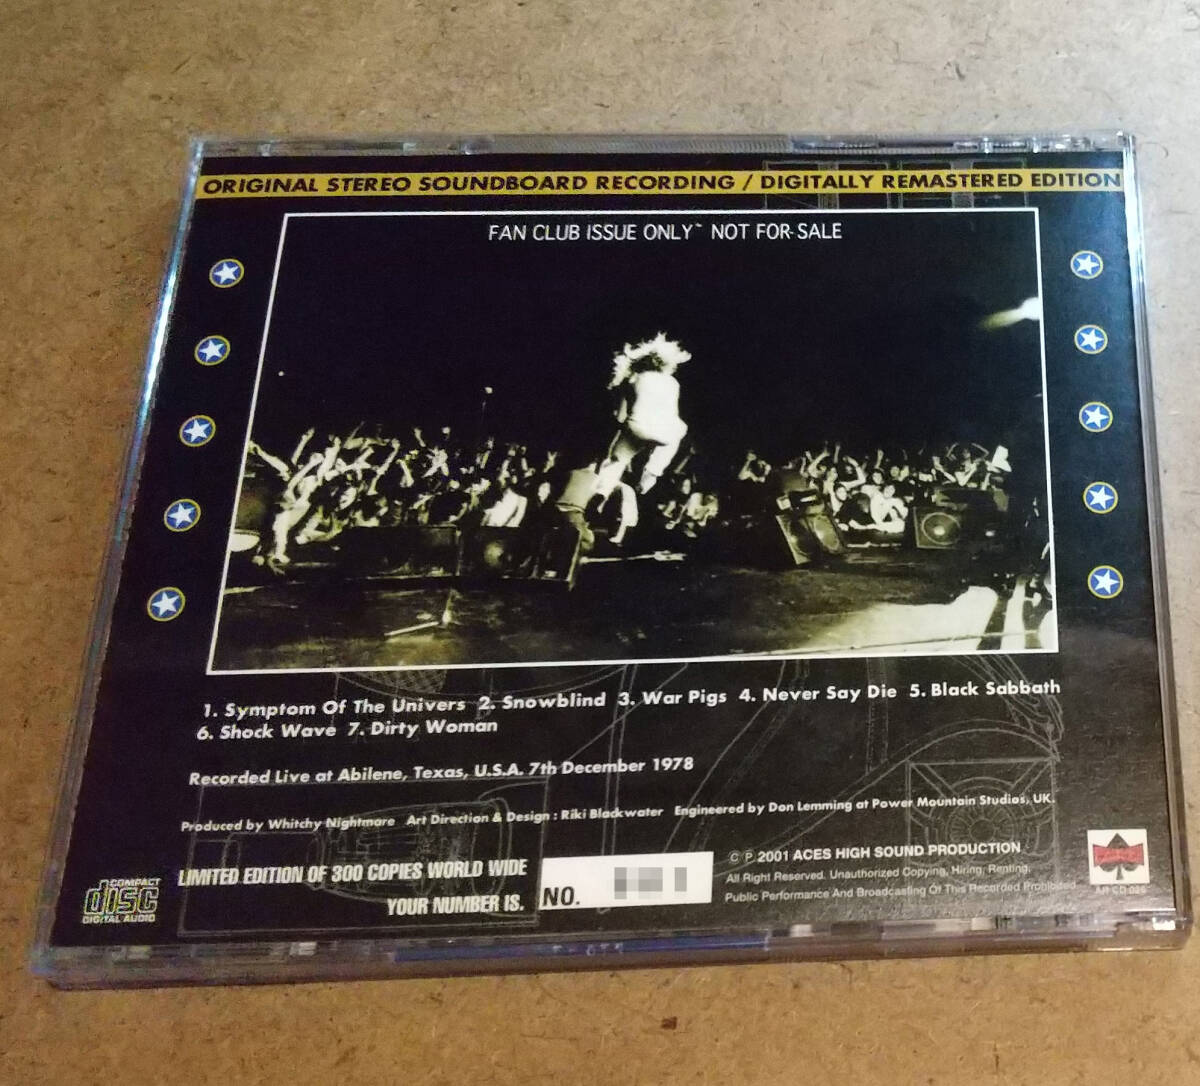 ORIGINAL STEREO SOUNDBOARD RECORDING / DIGITALLY REMASTERED EDITION
FAN CLUB ISSUE ONLY~ NOT FOR-SALE
1. Symptom Of The Univers 2. Snowblind 3. War Pigs 4. Never Say Die 5. Black Sabbath
6. Shock Wave 7. Dirty Woman
Recorded Live at Abilene, Texas, U.S.A. 7th December 1978
Produced by Whitchy Nightmare Art Direction & Design : Riki Blackwater Engineered by Don Lemming at Power Mountain Studios, UK.
LIMITED EDITION OF 300 COPIES WORLD WIDE
YOUR NUMBER IS.
NO.
© ℗ 2001 ACES HIGH SOUND PRODUCTION
All Right Reserved. Unauthorized Copying, Hiring, Renting,
Public Performance And Broadcasting Of This Recorded Prohibited.
COMPACT
disc
DIGITAL AUDIO